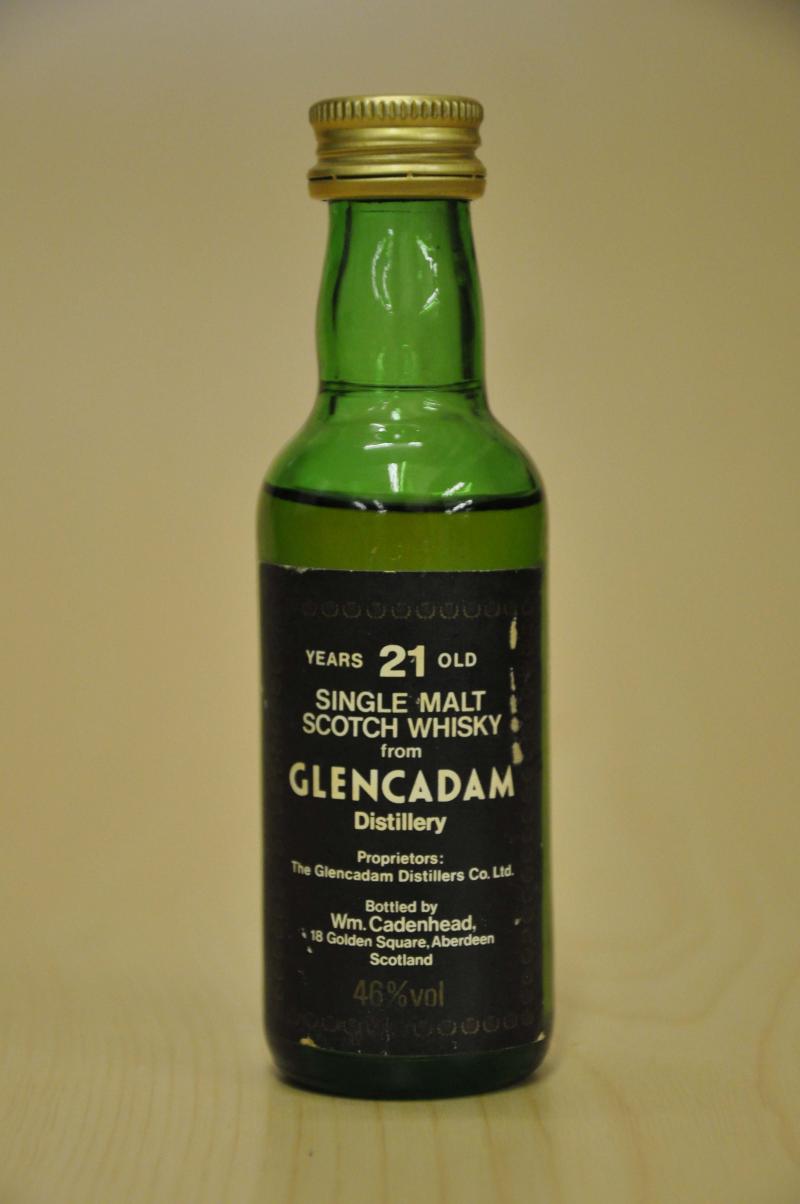 YEARS 21 OLD
SINGLE MALT
SCOTCH WHISKY
from
GLENCADAM
Distillery
Proprietors:
The Glencadam Distillers Co. Ltd.
Bottled by
Wm. Cadenhead,
18 Golden Square, Aberdeen
Scotland
46%vol